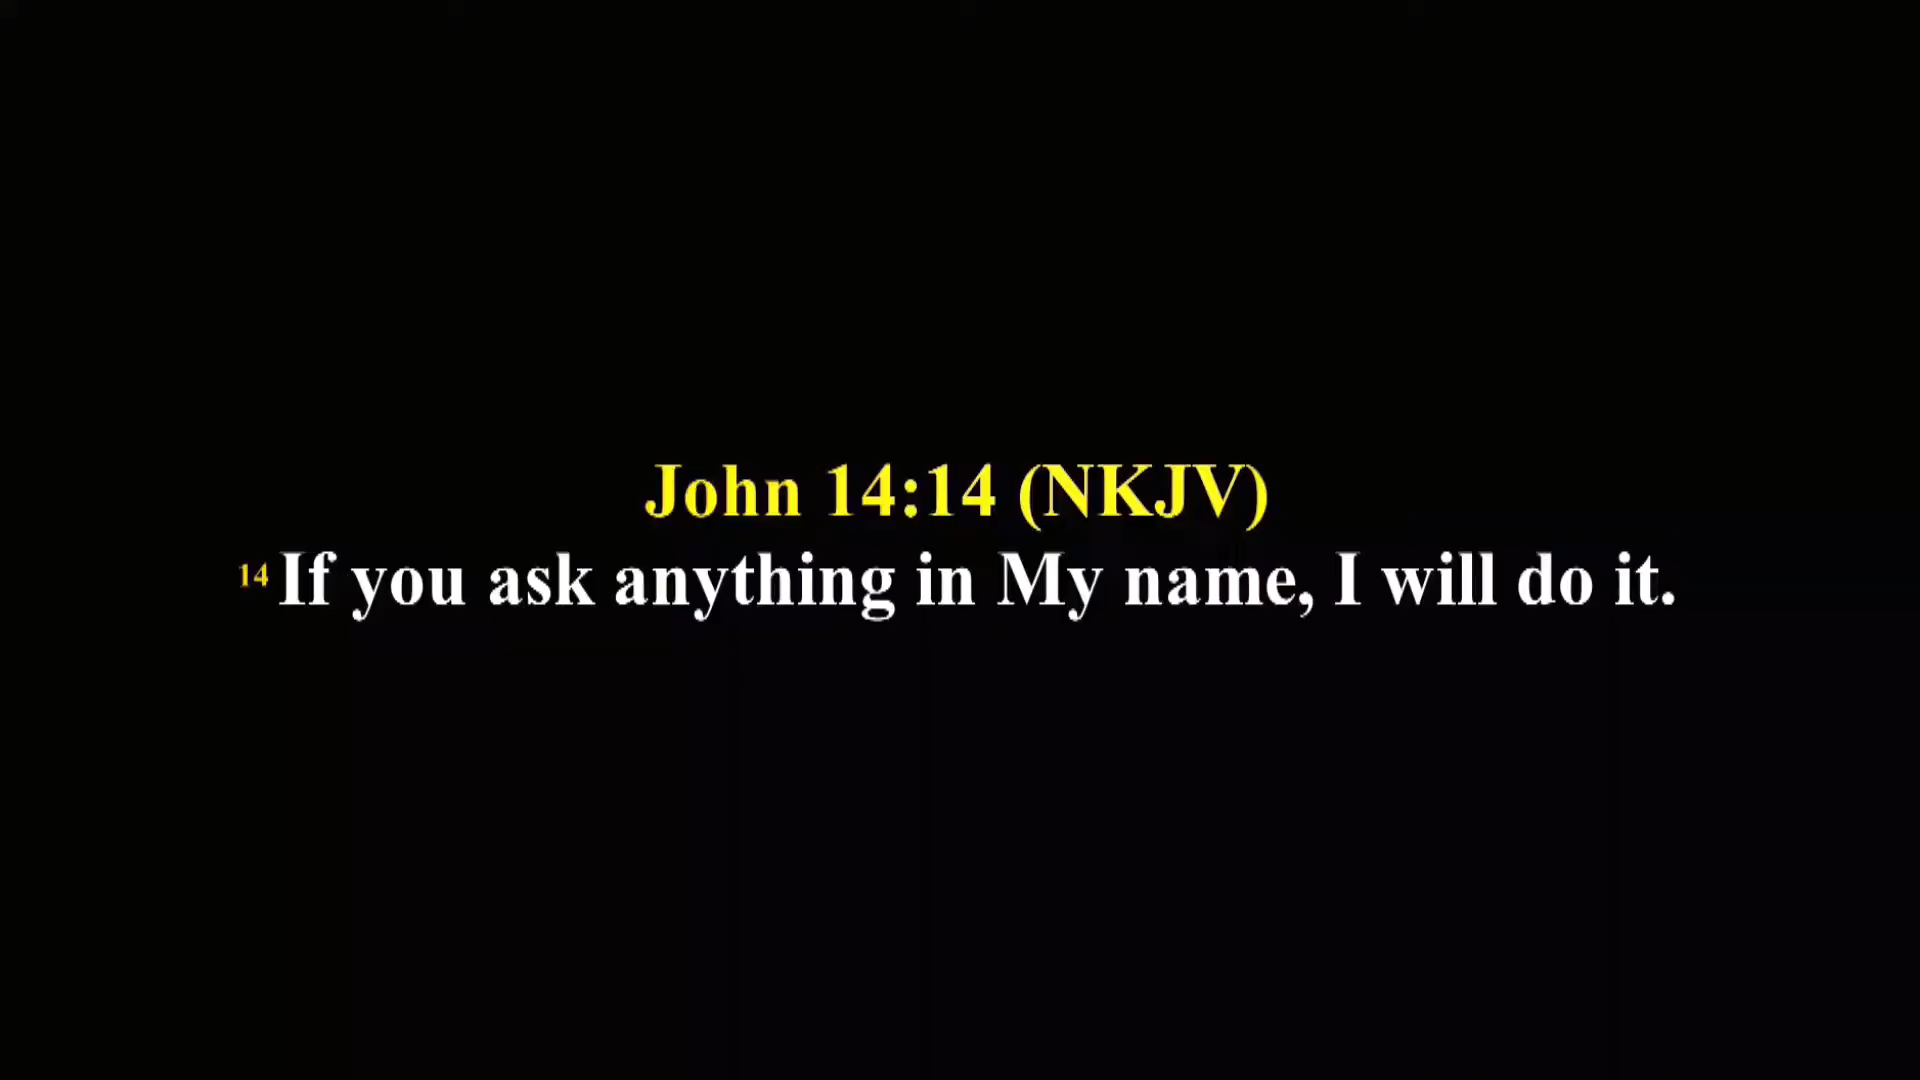 John 14:14 (NKJV)
14 If you ask anything in My name, I will do it.